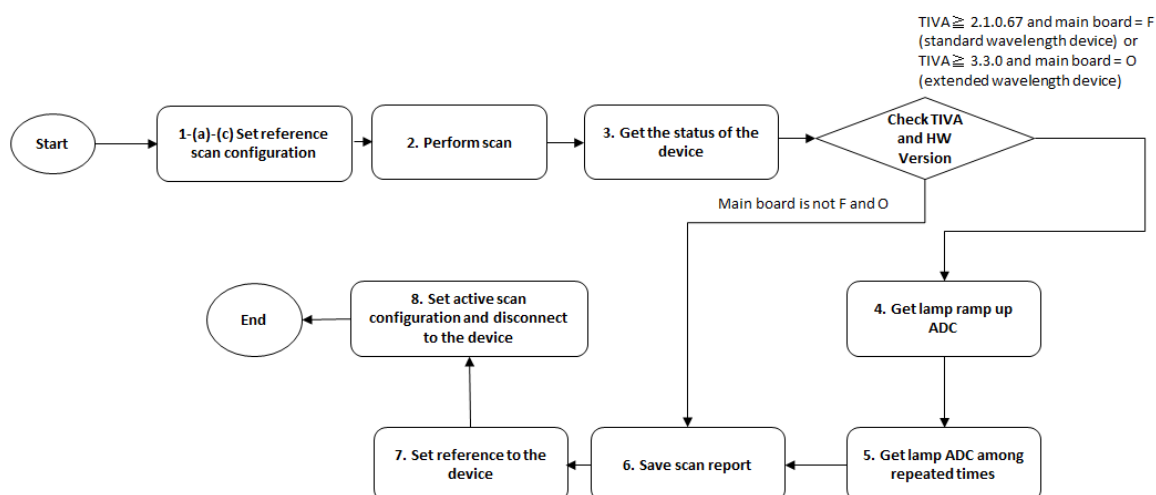 TIVA≧ 2.1.0.67 and main board = F
(standard wavelength device) or
TIVA≧ 3.3.0 and main board = O
(extended wavelength device)
Start
1-(a)-(c) Set reference
scan configuration
2. Perform scan
3. Get the status of the
device
Check TIVA
and HW
Version
Main board is not F and O
End
8. Set active scan
configuration and disconnect
to the device
4. Get lamp ramp up
ADC
7. Set reference to the
device
6. Save scan report
5. Get lamp ADC among
repeated times